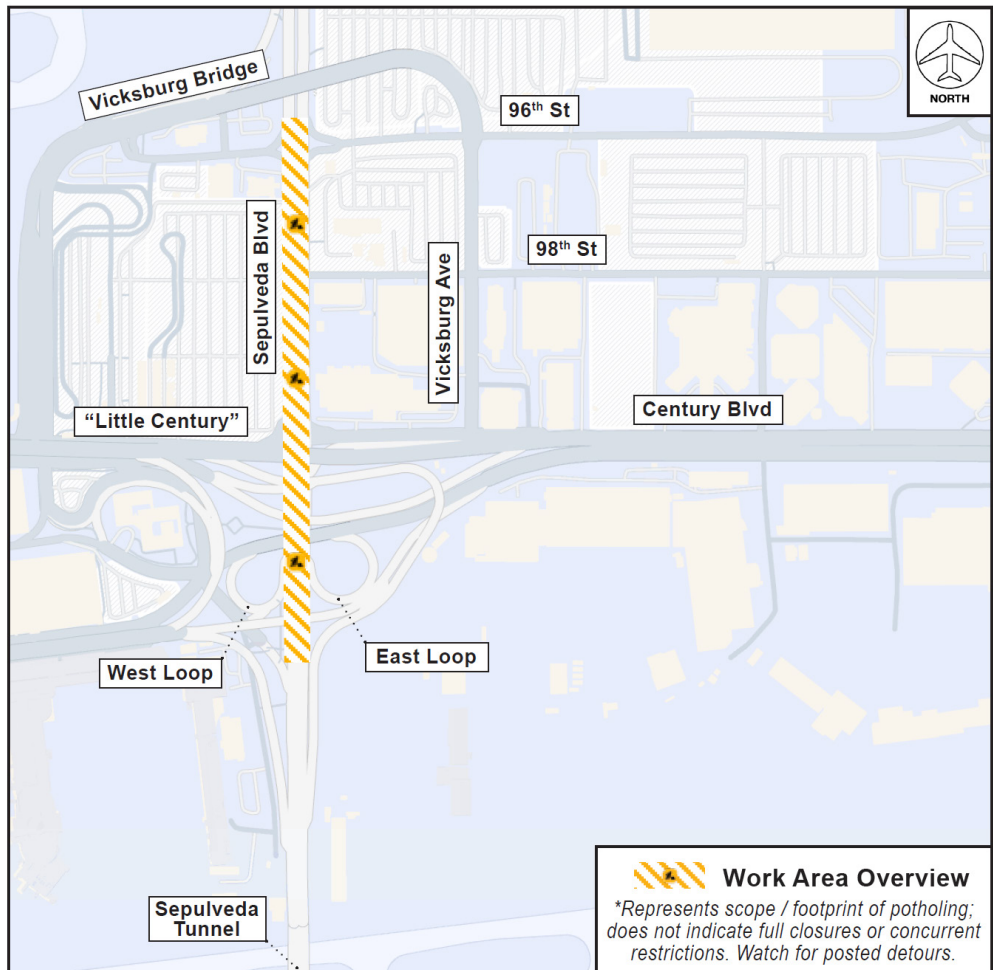 NORTH
Vicksburg Bridge
96th St
Sepulveda Blvd
98th St
Vicksburg Ave
“Little Century”
Century Blvd
West Loop
East Loop
Sepulveda
Tunnel
Work Area Overview
*Represents scope / footprint of potholing;
does not indicate full closures or concurrent
restrictions. Watch for posted detours.